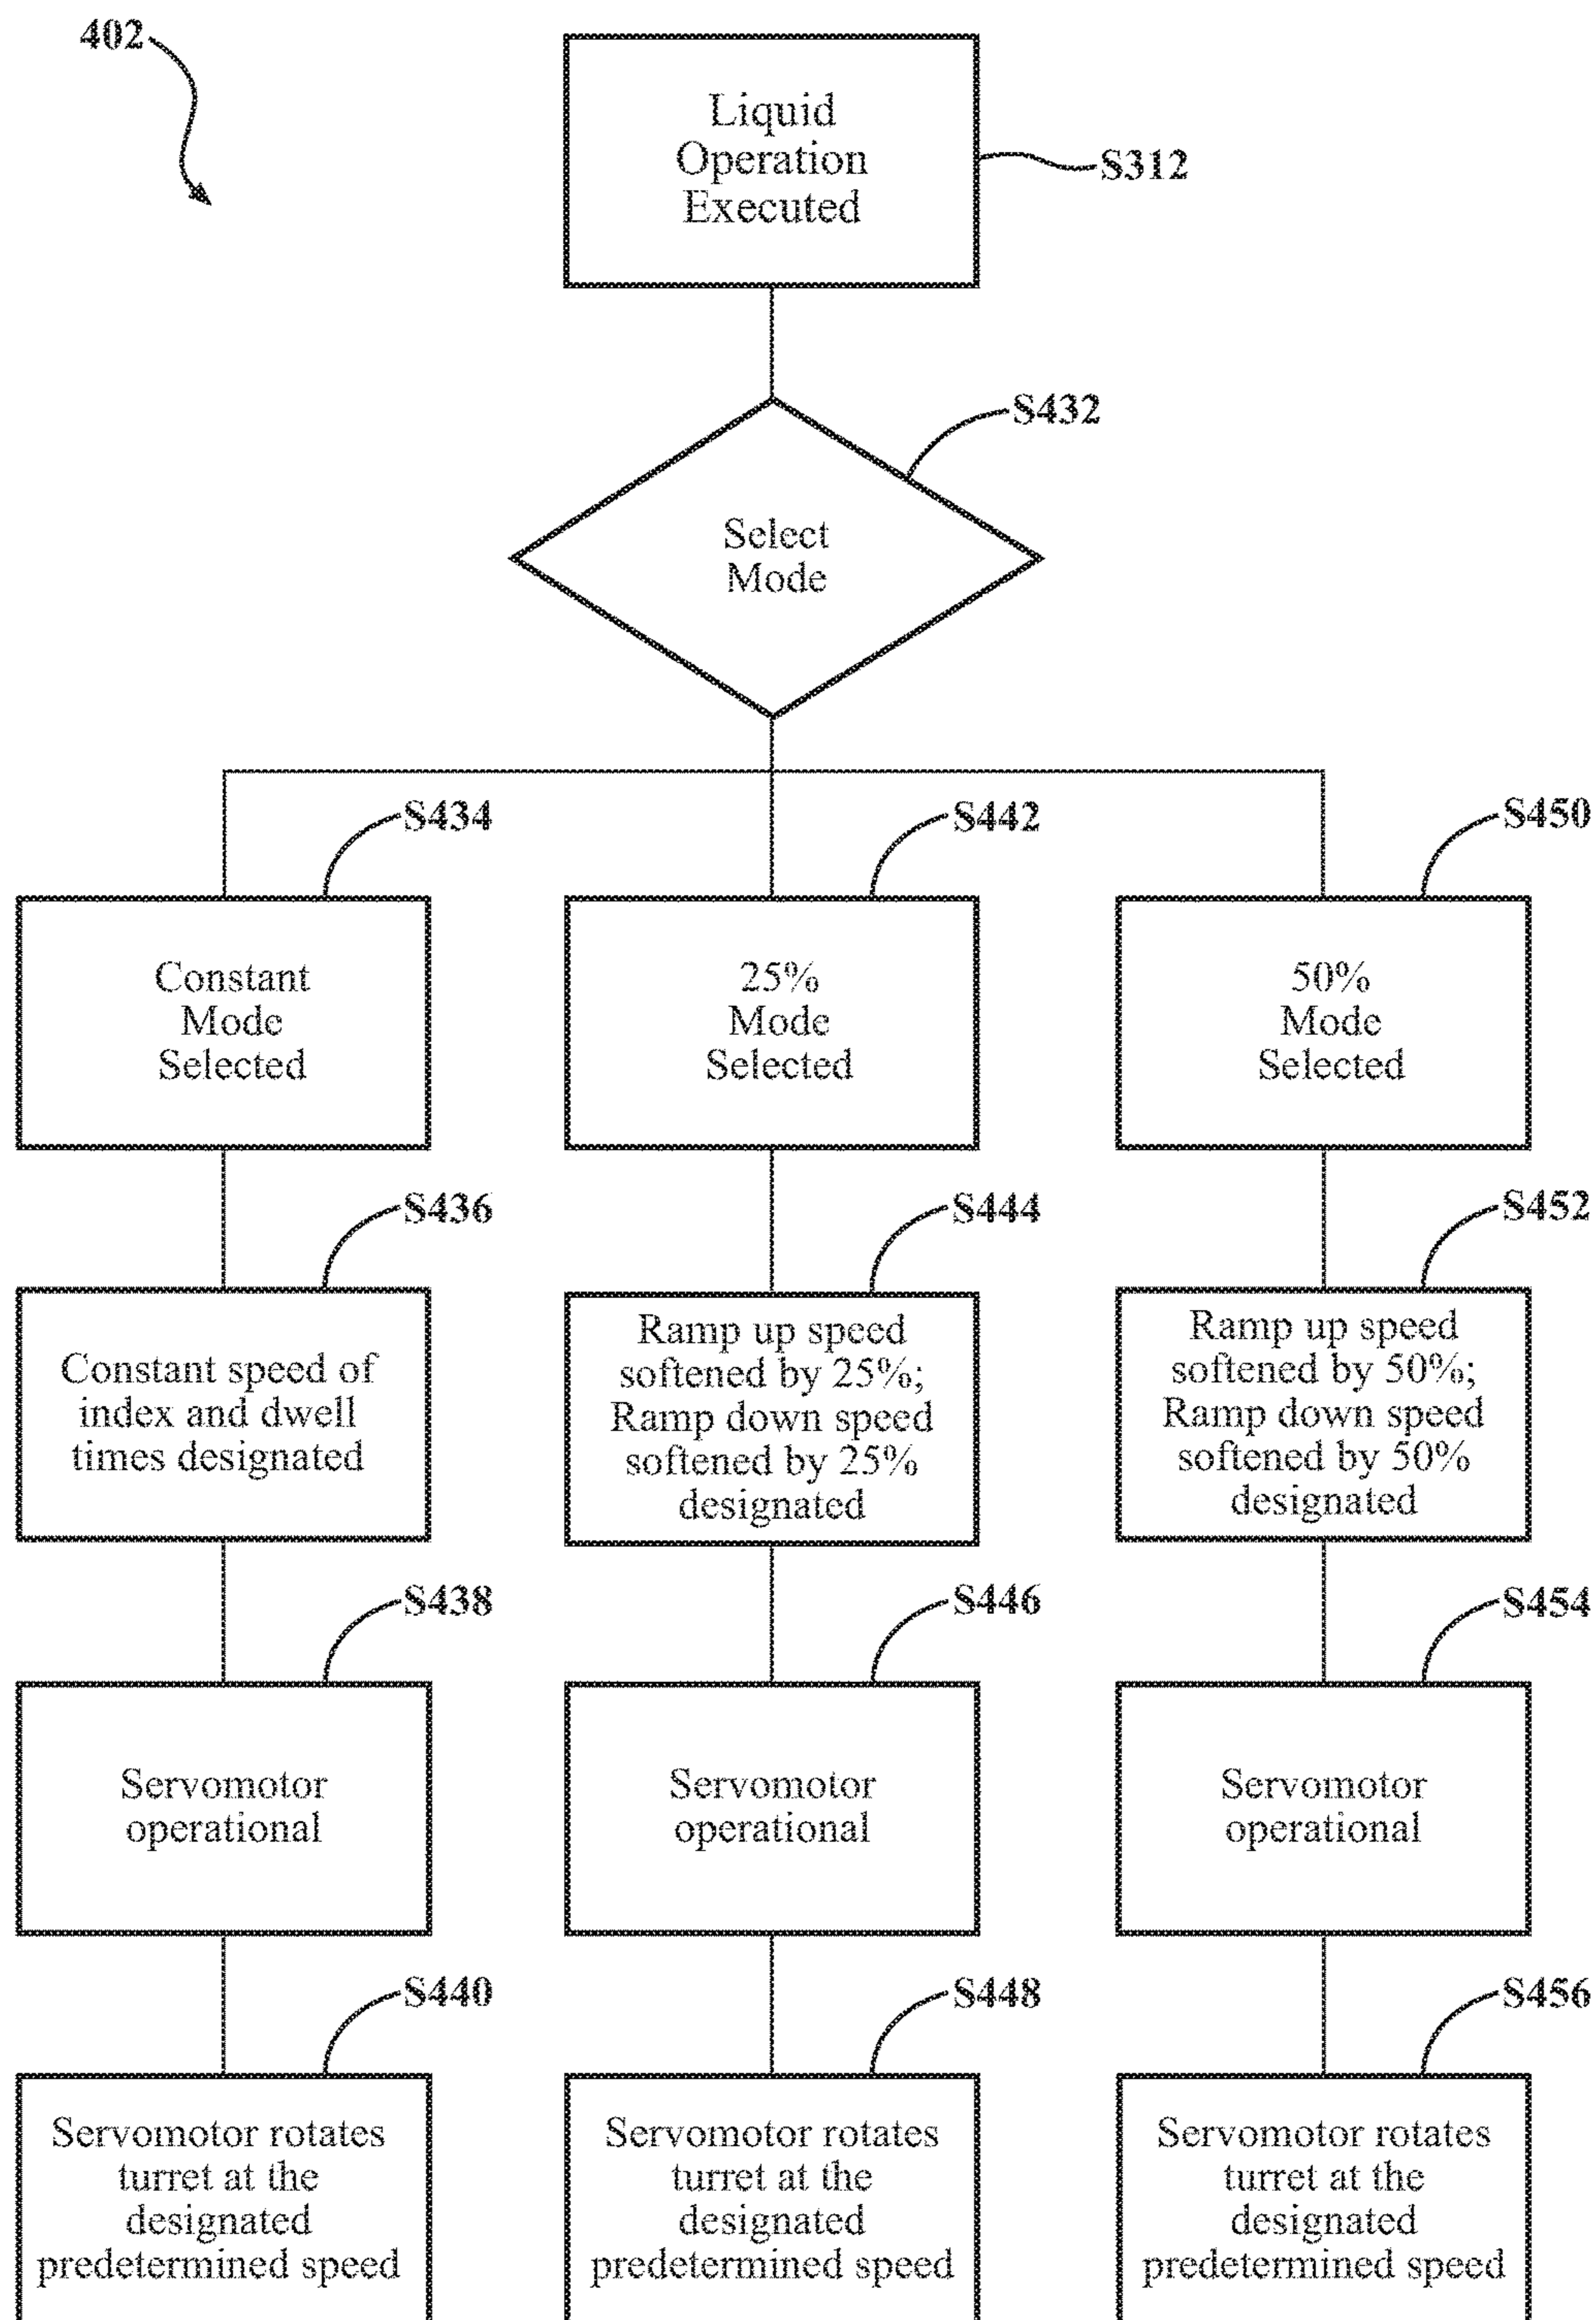 402
Liquid
Operation
Executed
S312
S432
Select
Mode
S434
S442
S450
Constant
Mode
Selected
25%
Mode
Selected
50%
Mode
Selected
S436
S444
S452
Constant speed of
index and dwell
times designated
Ramp up speed
softened by 25%;
Ramp down speed
softened by 25%
designated
Ramp up speed
softened by 50%;
Ramp down speed
softened by 50%
designated
S438
S446
S454
Servomotor
operational
Servomotor
operational
Servomotor
operational
S440
S448
S456
Servomotor rotates
turret at the
designated
predetermined speed
Servomotor rotates
turret at the
designated
predetermined speed
Servomotor rotates
turret at the
designated
predetermined speed